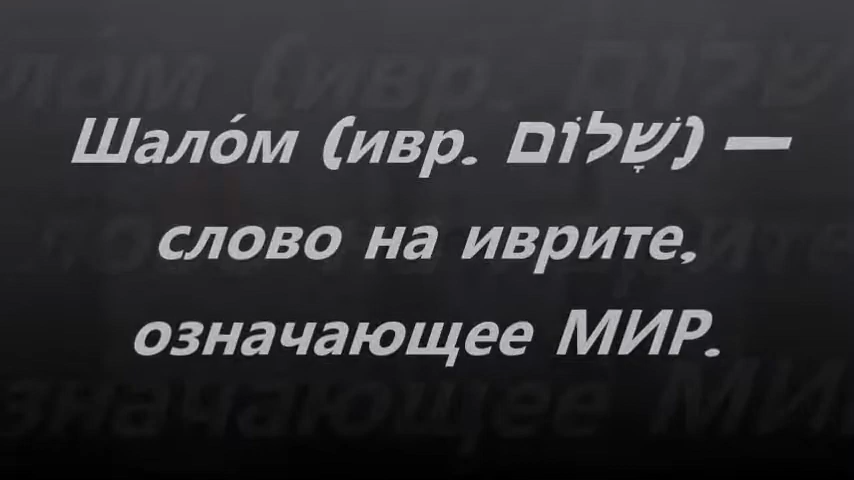 Шало́м (ивр. שָׁלוֹם) —
слово на иврите,
означающее МИР.